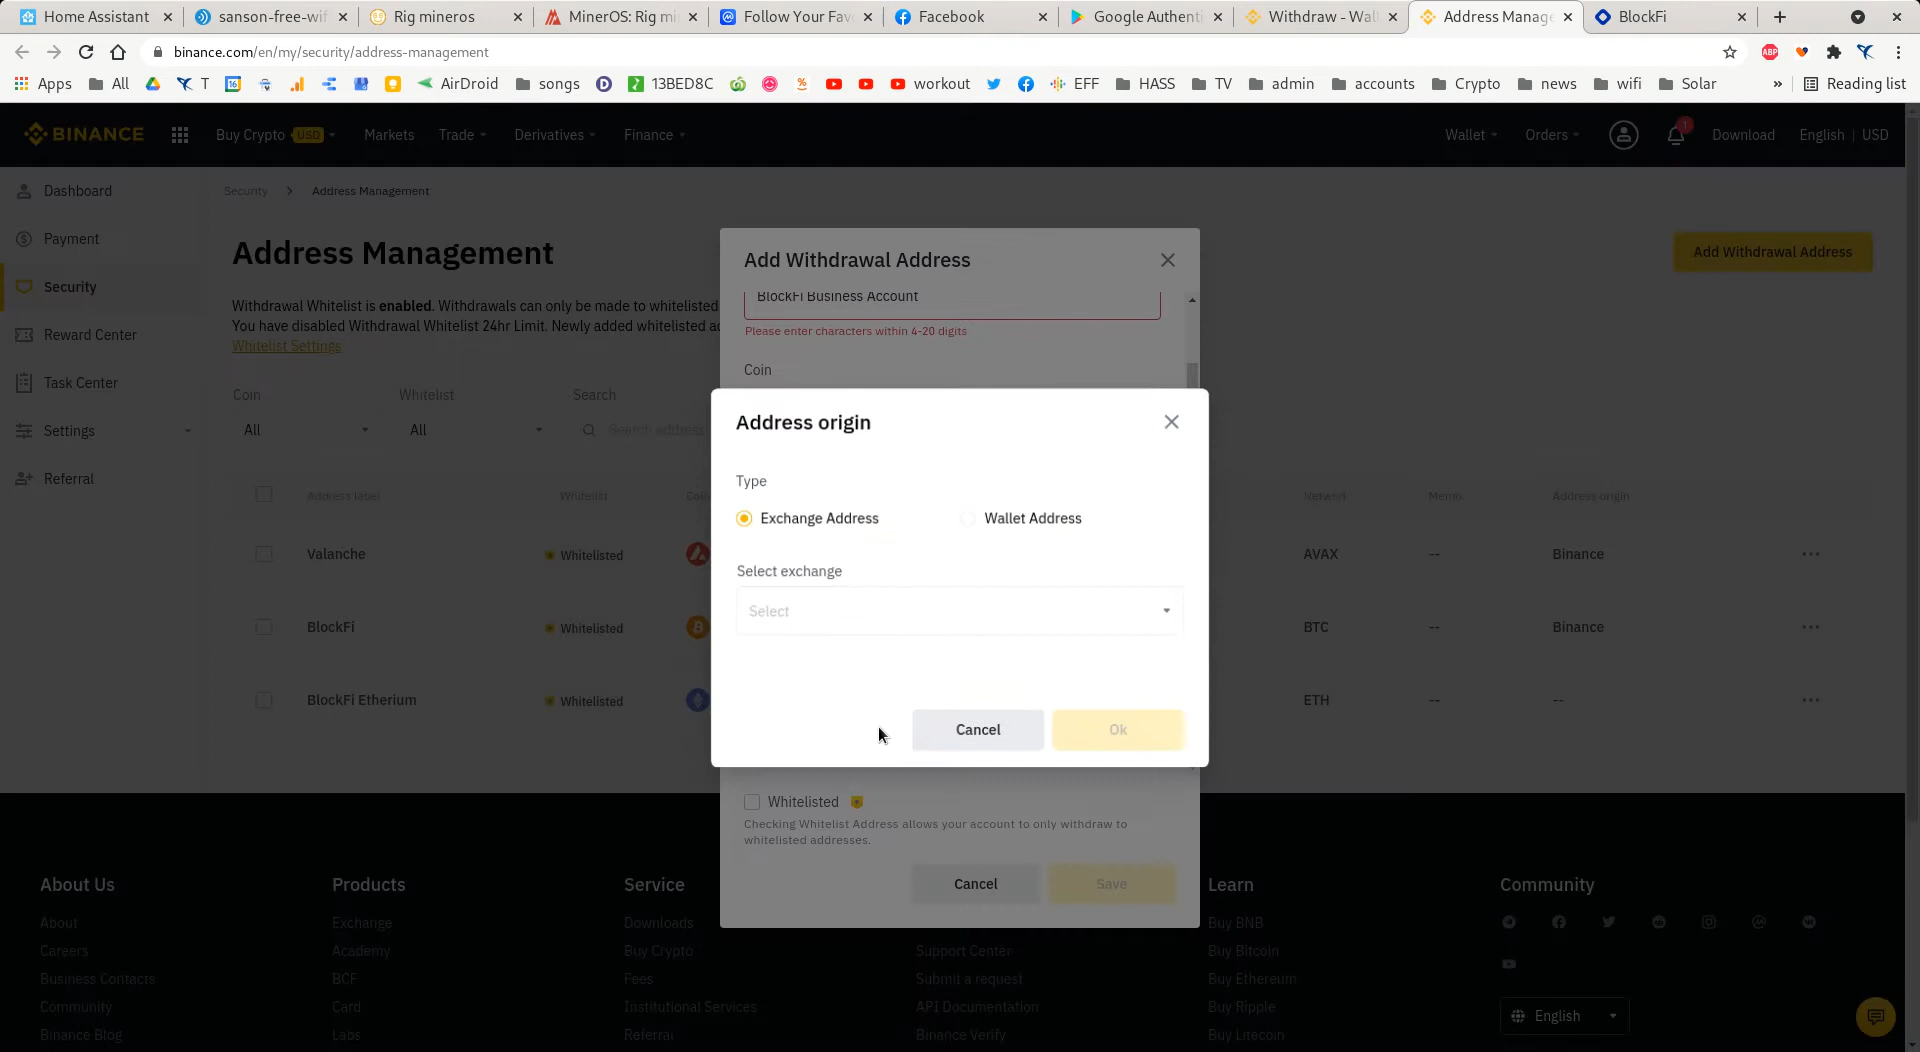 Home Assistant
sanson-free-wif
Rig mineros
MinerOS: Rig mi
Follow Your Fav
Facebook
Google Authenti
Withdraw - Wal
Address Manage
BlockFi
binance.com/en/my/security/address-management
Apps
All
T
AirDroid
songs
13BED8C
workout
EFF
HASS
TV
admin
accounts
Crypto
news
wifi
Solar
»
Reading list
BINANCE
Buy Crypto USD
Markets
Trade
Derivatives
Finance
Wallet
Orders
1
Download
English | USD
Dashboard
Payment
Security
Reward Center
Task Center
Settings
Referral
Security > Address Management
Address Management
Add Withdrawal Address
Withdrawal Whitelist is enabled. Withdrawals can only be made to whitelisted
You have disabled Withdrawal Whitelist 24hr Limit. Newly added whitelisted ad
Whitelist Settings
Coin
Whitelist
Search
All
All
Search address
Address label
Whitelist
Coin
Network
Memo
Address origin
Valanche
Whitelisted
AVAX
--
Binance
BlockFi
Whitelisted
BTC
--
Binance
BlockFi Etherium
Whitelisted
ETH
--
--
Add Withdrawal Address
BlockFi Business Account
Please enter characters within 4-20 digits
Coin
Address origin
Type
Exchange Address
Wallet Address
Select exchange
Select
Cancel
Ok
Whitelisted
Checking Whitelist Address allows your account to only withdraw to
whitelisted addresses.
Cancel
Save
About Us
About
Careers
Business Contacts
Community
Binance Blog
Products
Exchange
Academy
BCF
Card
Labs
Service
Downloads
Buy Crypto
Fees
Institutional Services
Referral
Support Center
Submit a request
API Documentation
Binance Verify
Learn
Buy BNB
Buy Bitcoin
Buy Ethereum
Buy Ripple
Buy Litecoin
Community
English